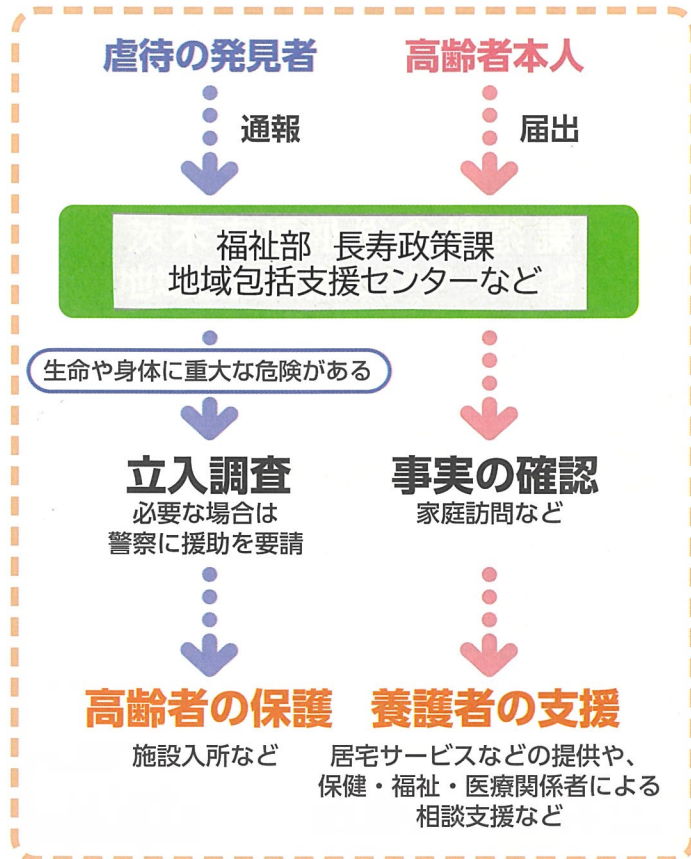 虐待の発見者
高齢者本人
通報
届出
福祉部 長寿政策課
地域包括支援センターなど
生命や身体に重大な危険がある
立入調査
必要な場合は
警察に援助を要請
事実の確認
家庭訪問など
高齢者の保護
施設入所など
養護者の支援
居宅サービスなどの提供や、
保健・福祉・医療関係者による
相談支援など